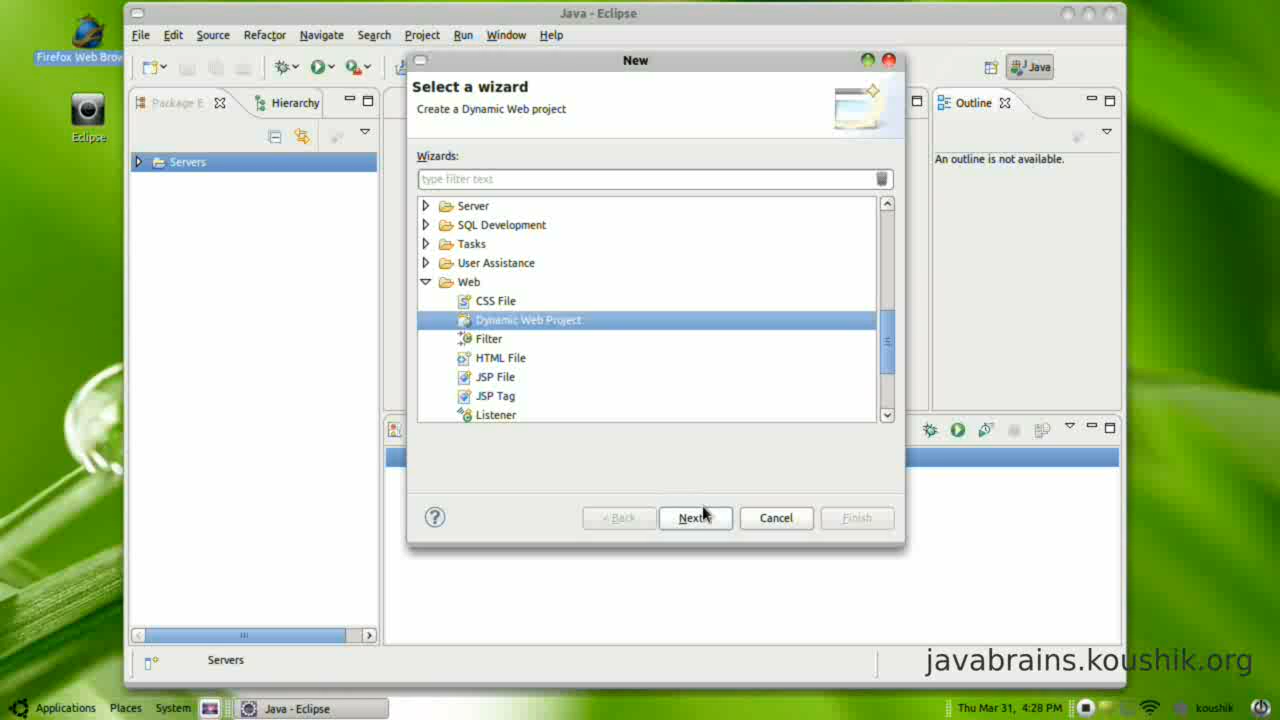 Java - Eclipse
Firefox Web Brow
Eclipse
File Edit Source Refactor Navigate Search Project Run Window Help
Java
Package E
Hierarchy
Servers
New
Select a wizard
Create a Dynamic Web project
Wizards:
type filter text
Server
SQL Development
Tasks
User Assistance
Web
CSS File
Dynamic Web Project
Filter
HTML File
JSP File
JSP Tag
Listener
< Back Next Cancel Finish
Outline
An outline is not available.
Servers
javabrains.koushik.org
Applications Places System Java - Eclipse Thu Mar 31, 4:28 PM koushik